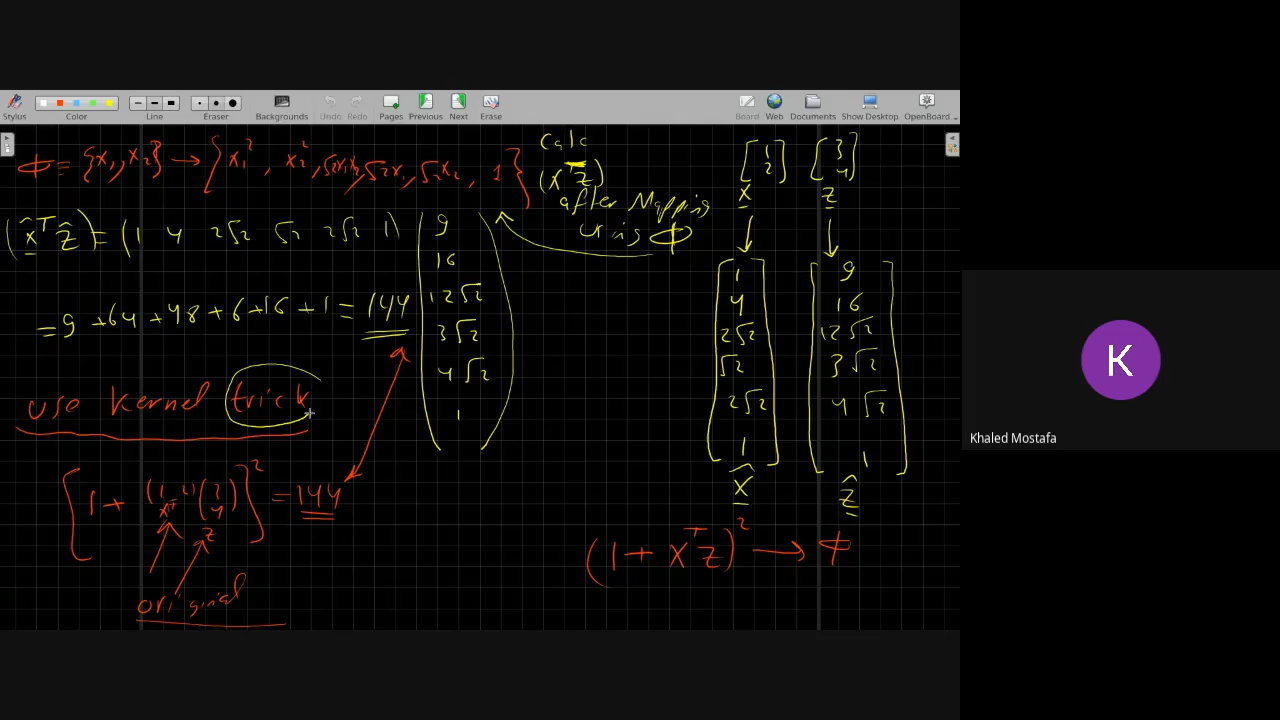 Stylus Color Line Eraser Backgrounds Undo Redo Pages Previous Next Erase Board Web Documents Show Desktop OpenBoard
Φ = {x₁, x₂} → {x₁², x₂², √2x₁x₂, √2x₁, √2x₂, 1}
Calc
(xᵀz)
after Mapping
using Φ
[1 2] [3 4]
x z
(x̂ᵀẑ) = (1 4 2√2 √2 2√2 1) (9
16
12√2
3√2
4√2
1)
= 9 + 64 + 48 + 6 + 16 + 1 = 144
[1
4
2√2
√2
2√2
1]
x̂
[9
16
12√2
3√2
4√2
1]
ẑ
use kernel trick
[1 + (1 2)(3 4)]² = 144
xᵀ z
original
(1 + xᵀz)² → Φ
K
Khaled Mostafa